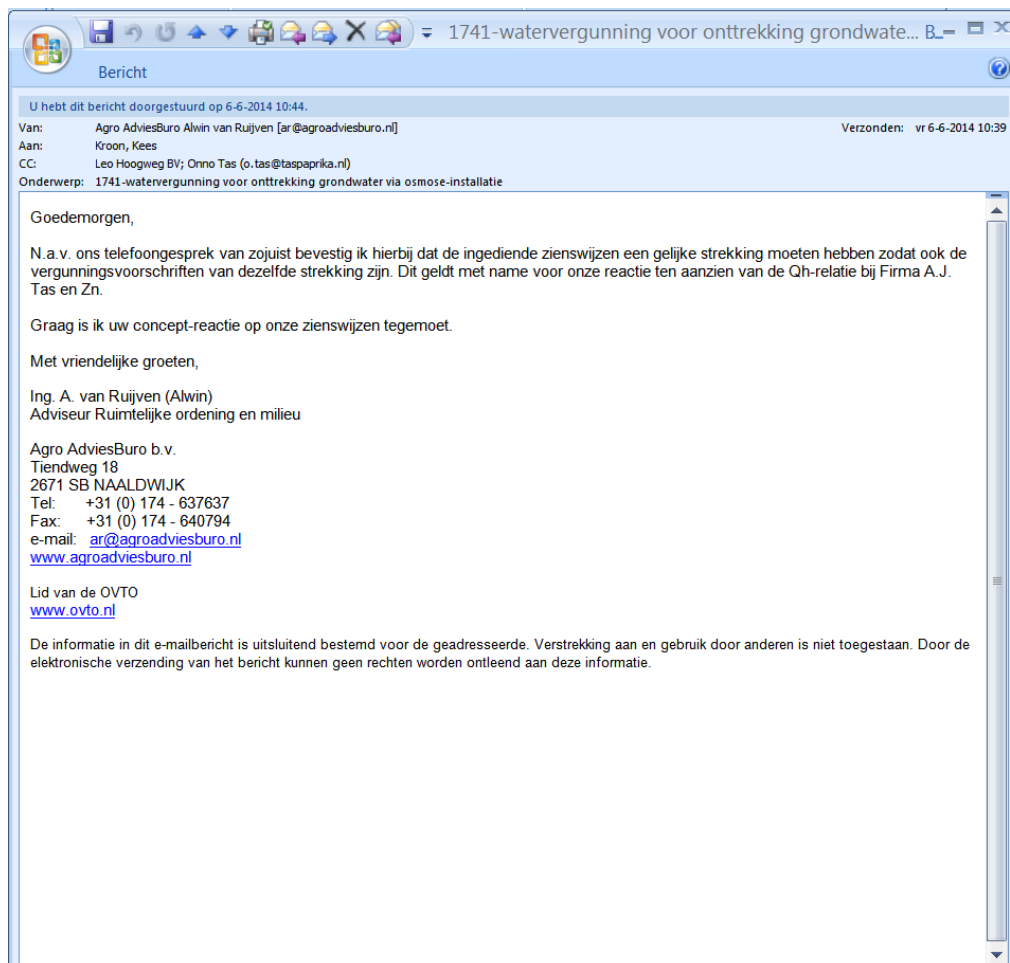 1741-watervergunning voor onttrekking grondwate... B...
Bericht
U hebt dit bericht doorgestuurd op 6-6-2014 10:44.
Van: Agro AdviesBuro Alwin van Ruijven [ar@agroadviesburo.nl] Verzonden: vr 6-6-2014 10:39
Aan: Kroon, Kees
CC: Leo Hoogweg BV; Onno Tas (o.tas@taspaprika.nl)
Onderwerp: 1741-watervergunning voor onttrekking grondwater via osmose-installatie
Goedemorgen,
N.a.v. ons telefoongesprek van zojuist bevestig ik hierbij dat de ingediende zienswijzen een gelijke strekking moeten hebben zodat ook de
vergunningsvoorschriften van dezelfde strekking zijn. Dit geldt met name voor onze reactie ten aanzien van de Qh-relatie bij Firma A.J.
Tas en Zn.
Graag is ik uw concept-reactie op onze zienswijzen tegemoet.
Met vriendelijke groeten,
Ing. A. van Ruijven (Alwin)
Adviseur Ruimtelijke ordening en milieu
Agro AdviesBuro b.v.
Tiendweg 18
2671 SB NAALDWIJK
Tel: +31 (0) 174 - 637637
Fax: +31 (0) 174 - 640794
e-mail: ar@agroadviesburo.nl
www.agroadviesburo.nl
Lid van de OVTO
www.ovto.nl
De informatie in dit e-mailbericht is uitsluitend bestemd voor de geadresseerde. Verstrekking aan en gebruik door anderen is niet toegestaan. Door de
elektronische verzending van het bericht kunnen geen rechten worden ontleend aan deze informatie.